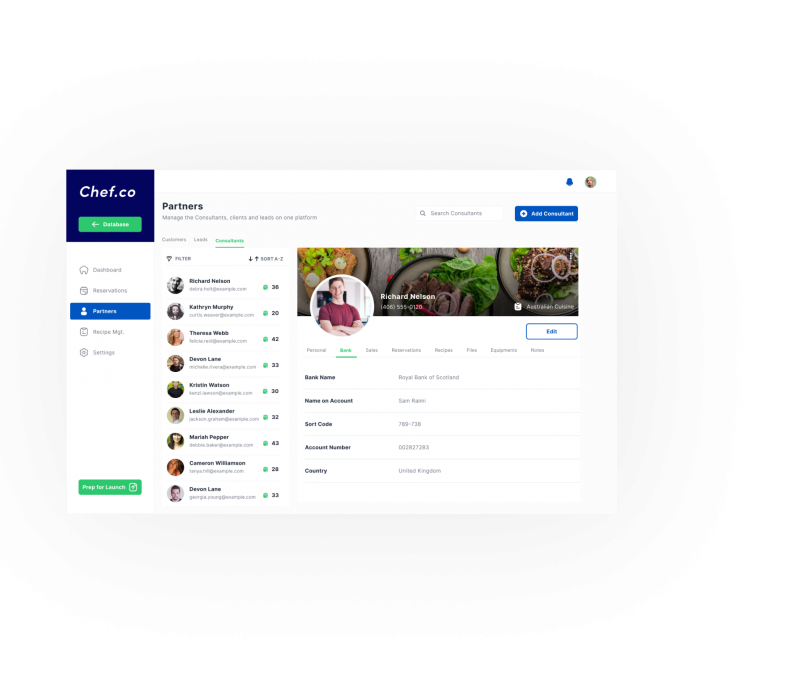 Chef.co
Database
Dashboard
Reservations
Partners
Recipe Mgt.
Settings
Prep for Launch
Partners
Manage the Consultants, clients and leads on one platform
Search Consultants
Add Consultant
Customers Leads Consultants
FILTER
SORT A-Z
Richard Nelson
debra.holt@example.com
36
Kathryn Murphy
curtis.weaver@example.com
20
Theresa Webb
felicia.reid@example.com
42
Devon Lane
michelle.rivera@example.com
33
Kristin Watson
kenzi.lawson@example.com
30
Leslie Alexander
jackson.graham@example.com
32
Mariah Pepper
debbie.baker@example.com
43
Cameron Williamson
tanya.hill@example.com
28
Devon Lane
georgia.young@example.com
33
Richard Nelson
(406) 555-0120
Australian Cuisine
Edit
Personal Bank Sales Reservations Recipes Files Equipments Notes
Bank Name Royal Bank of Scotland
Name on Account Sam Raimi
Sort Code 769-736
Account Number 002827283
Country United Kingdom